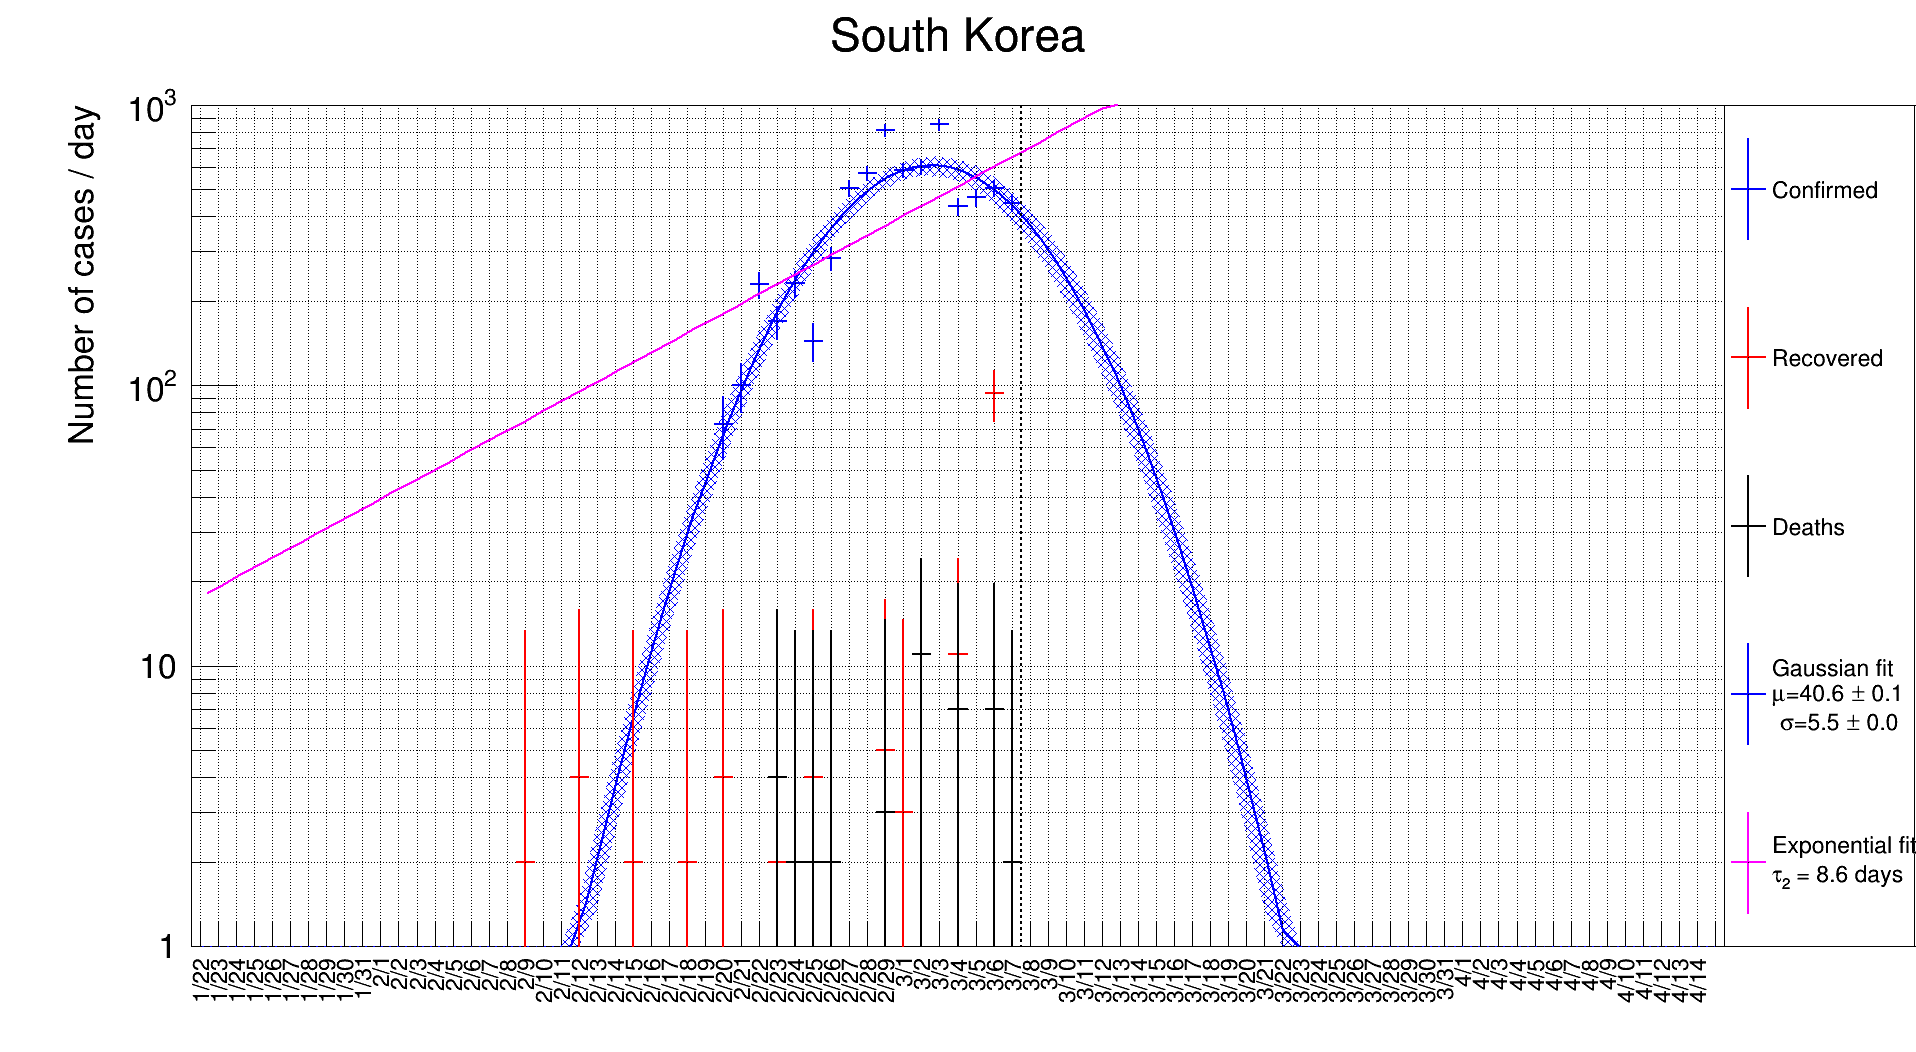 South Korea
Number of cases / day
10³
10²
10
1
1/22 1/23 1/24 1/25 1/26 1/27 1/28 1/29 1/30 1/31 2/1 2/2 2/3 2/4 2/5 2/6 2/7 2/8 2/9 2/10 2/11 2/12 2/13 2/14 2/15 2/16 2/17 2/18 2/19 2/20 2/21 2/22 2/23 2/24 2/25 2/26 2/27 2/28 2/29 3/1 3/2 3/3 3/4 3/5 3/6 3/7 3/8 3/9 3/10 3/11 3/12 3/13 3/14 3/15 3/16 3/17 3/18 3/19 3/20 3/21 3/22 3/23 3/24 3/25 3/26 3/27 3/28 3/29 3/30 3/31 4/1 4/2 4/3 4/4 4/5 4/6 4/7 4/8 4/9 4/10 4/11 4/12 4/13 4/14
Confirmed
Recovered
Deaths
Gaussian fit
μ=40.6 ± 0.1
σ=5.5 ± 0.0
Exponential fit
τ₂ = 8.6 days